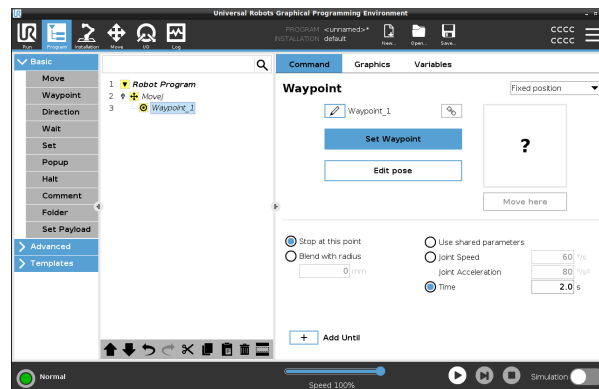 Universal Robots Graphical Programming Environment
Run Program Installation Move I/O Log
PROGRAM <unnamed>*
INSTALLATION default
New... Open... Save...
CCCC
CCCC
Basic
Move
Waypoint
Direction
Wait
Set
Popup
Halt
Comment
Folder
Set Payload
Advanced
Templates
1 Robot Program
2 MoveJ
3 Waypoint_1
Command Graphics Variables
Waypoint
Fixed position
Waypoint_1
Set Waypoint
Edit pose
?
Move here
Stop at this point
Blend with radius
0 mm
Use shared parameters
Joint Speed 60 °/s
Joint Acceleration 80 °/s²
Time 2.0 s
+ Add Until
Normal
Speed 100%
Simulation